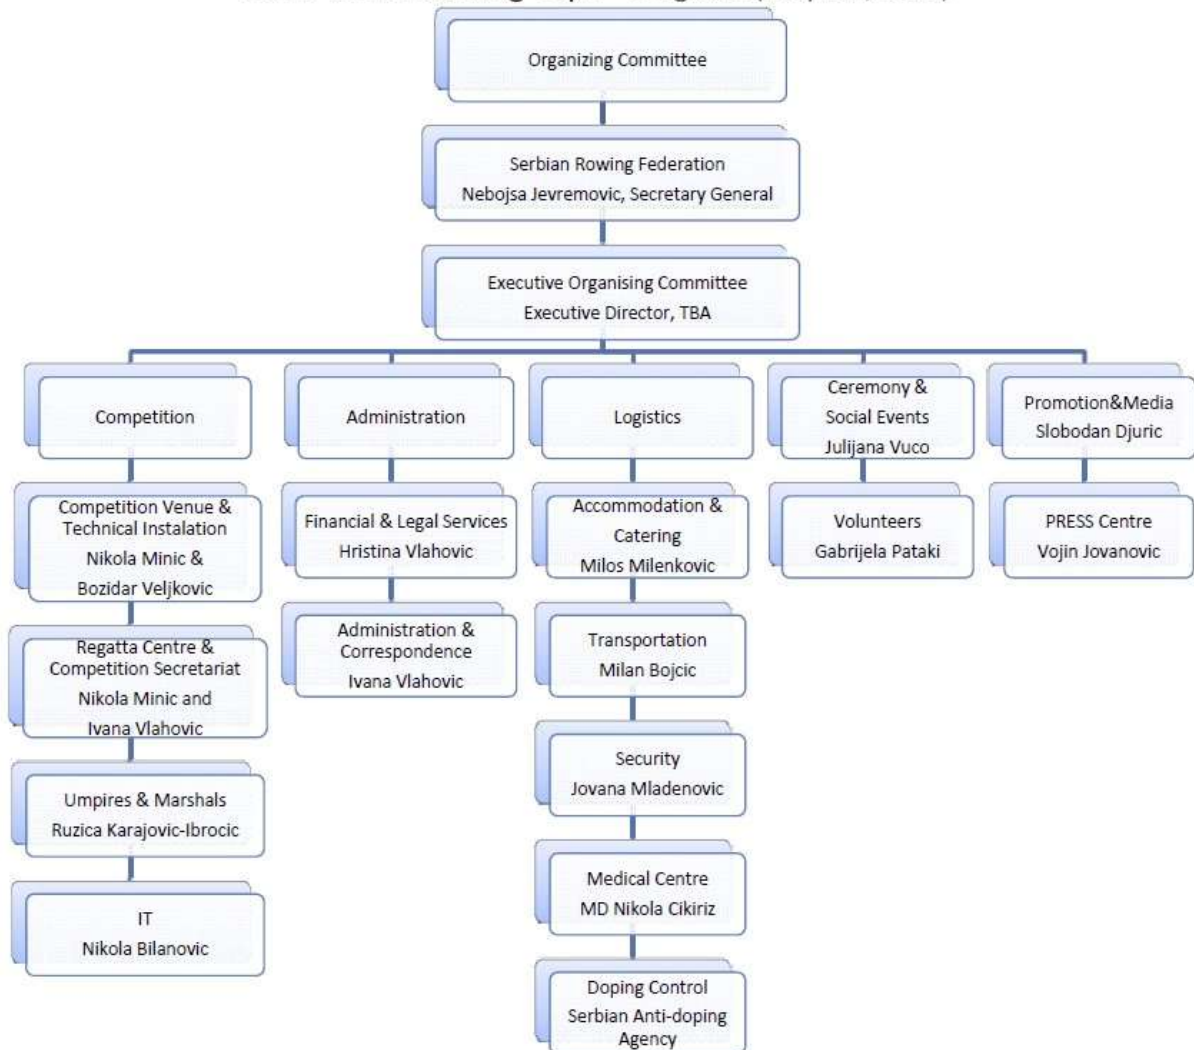 Organizing Committee
Serbian Rowing Federation
Nebojsa Jevremovic, Secretary General
Executive Organising Committee
Executive Director, TBA
Competition
Competition Venue &
Technical Instalation
Nikola Minic &
Bozidar Veljkovic
Regatta Centre &
Competition Secretariat
Nikola Minic and
Ivana Vlahovic
Umpires & Marshals
Ruzica Karajovic-Ibrocic
IT
Nikola Bilanovic
Administration
Financial & Legal Services
Hristina Vlahovic
Administration &
Correspondence
Ivana Vlahovic
Logistics
Accommodation &
Catering
Milos Milenkovic
Transportation
Milan Bojcic
Security
Jovana Mladenovic
Medical Centre
MD Nikola Cikiriz
Doping Control
Serbian Anti-doping
Agency
Ceremony &
Social Events
Julijana Vuco
Volunteers
Gabrijela Pataki
Promotion&Media
Slobodan Djuric
PRESS Centre
Vojin Jovanovic